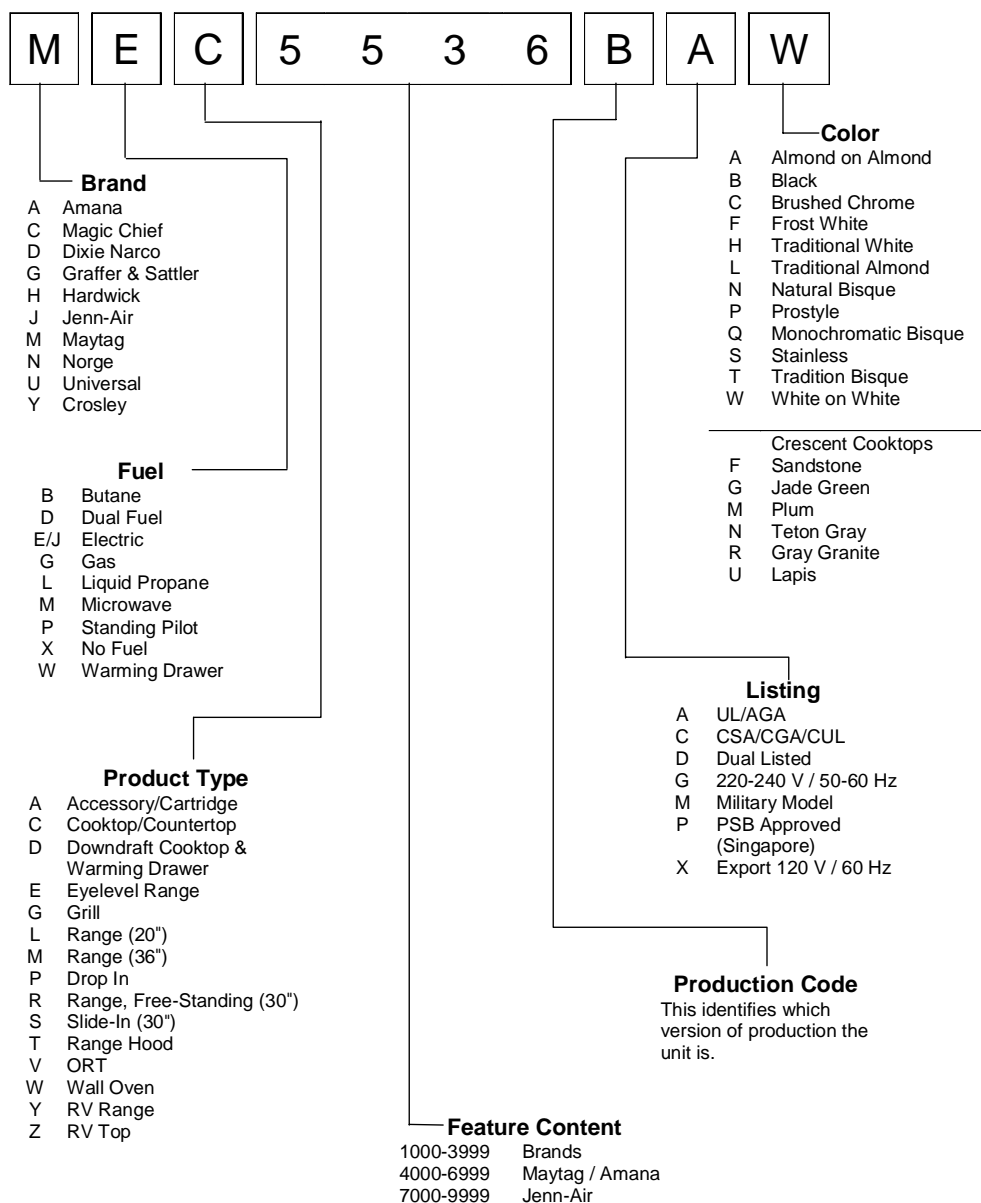 M E C 5 5 3 6 B A W
Brand
A Amana
C Magic Chief
D Dixie Narco
G Graffer & Sattler
H Hardwick
J Jenn-Air
M Maytag
N Norge
U Universal
Y Crosley
Fuel
B Butane
D Dual Fuel
E/J Electric
G Gas
L Liquid Propane
M Microwave
P Standing Pilot
X No Fuel
W Warming Drawer
Product Type
A Accessory/Cartridge
C Cooktop/Countertop
D Downdraft Cooktop &
Warming Drawer
E Eyelevel Range
G Grill
L Range (20")
M Range (36")
P Drop In
R Range, Free-Standing (30")
S Slide-In (30")
T Range Hood
V ORT
W Wall Oven
Y RV Range
Z RV Top
Feature Content
1000-3999 Brands
4000-6999 Maytag / Amana
7000-9999 Jenn-Air
Color
A Almond on Almond
B Black
C Brushed Chrome
F Frost White
H Traditional White
L Traditional Almond
N Natural Bisque
P Prostyle
Q Monochromatic Bisque
S Stainless
T Tradition Bisque
W White on White
Crescent Cooktops
F Sandstone
G Jade Green
M Plum
N Teton Gray
R Gray Granite
U Lapis
Listing
A UL/AGA
C CSA/CGA/CUL
D Dual Listed
G 220-240 V / 50-60 Hz
M Military Model
P PSB Approved
(Singapore)
X Export 120 V / 60 Hz
Production Code
This identifies which
version of production the
unit is.